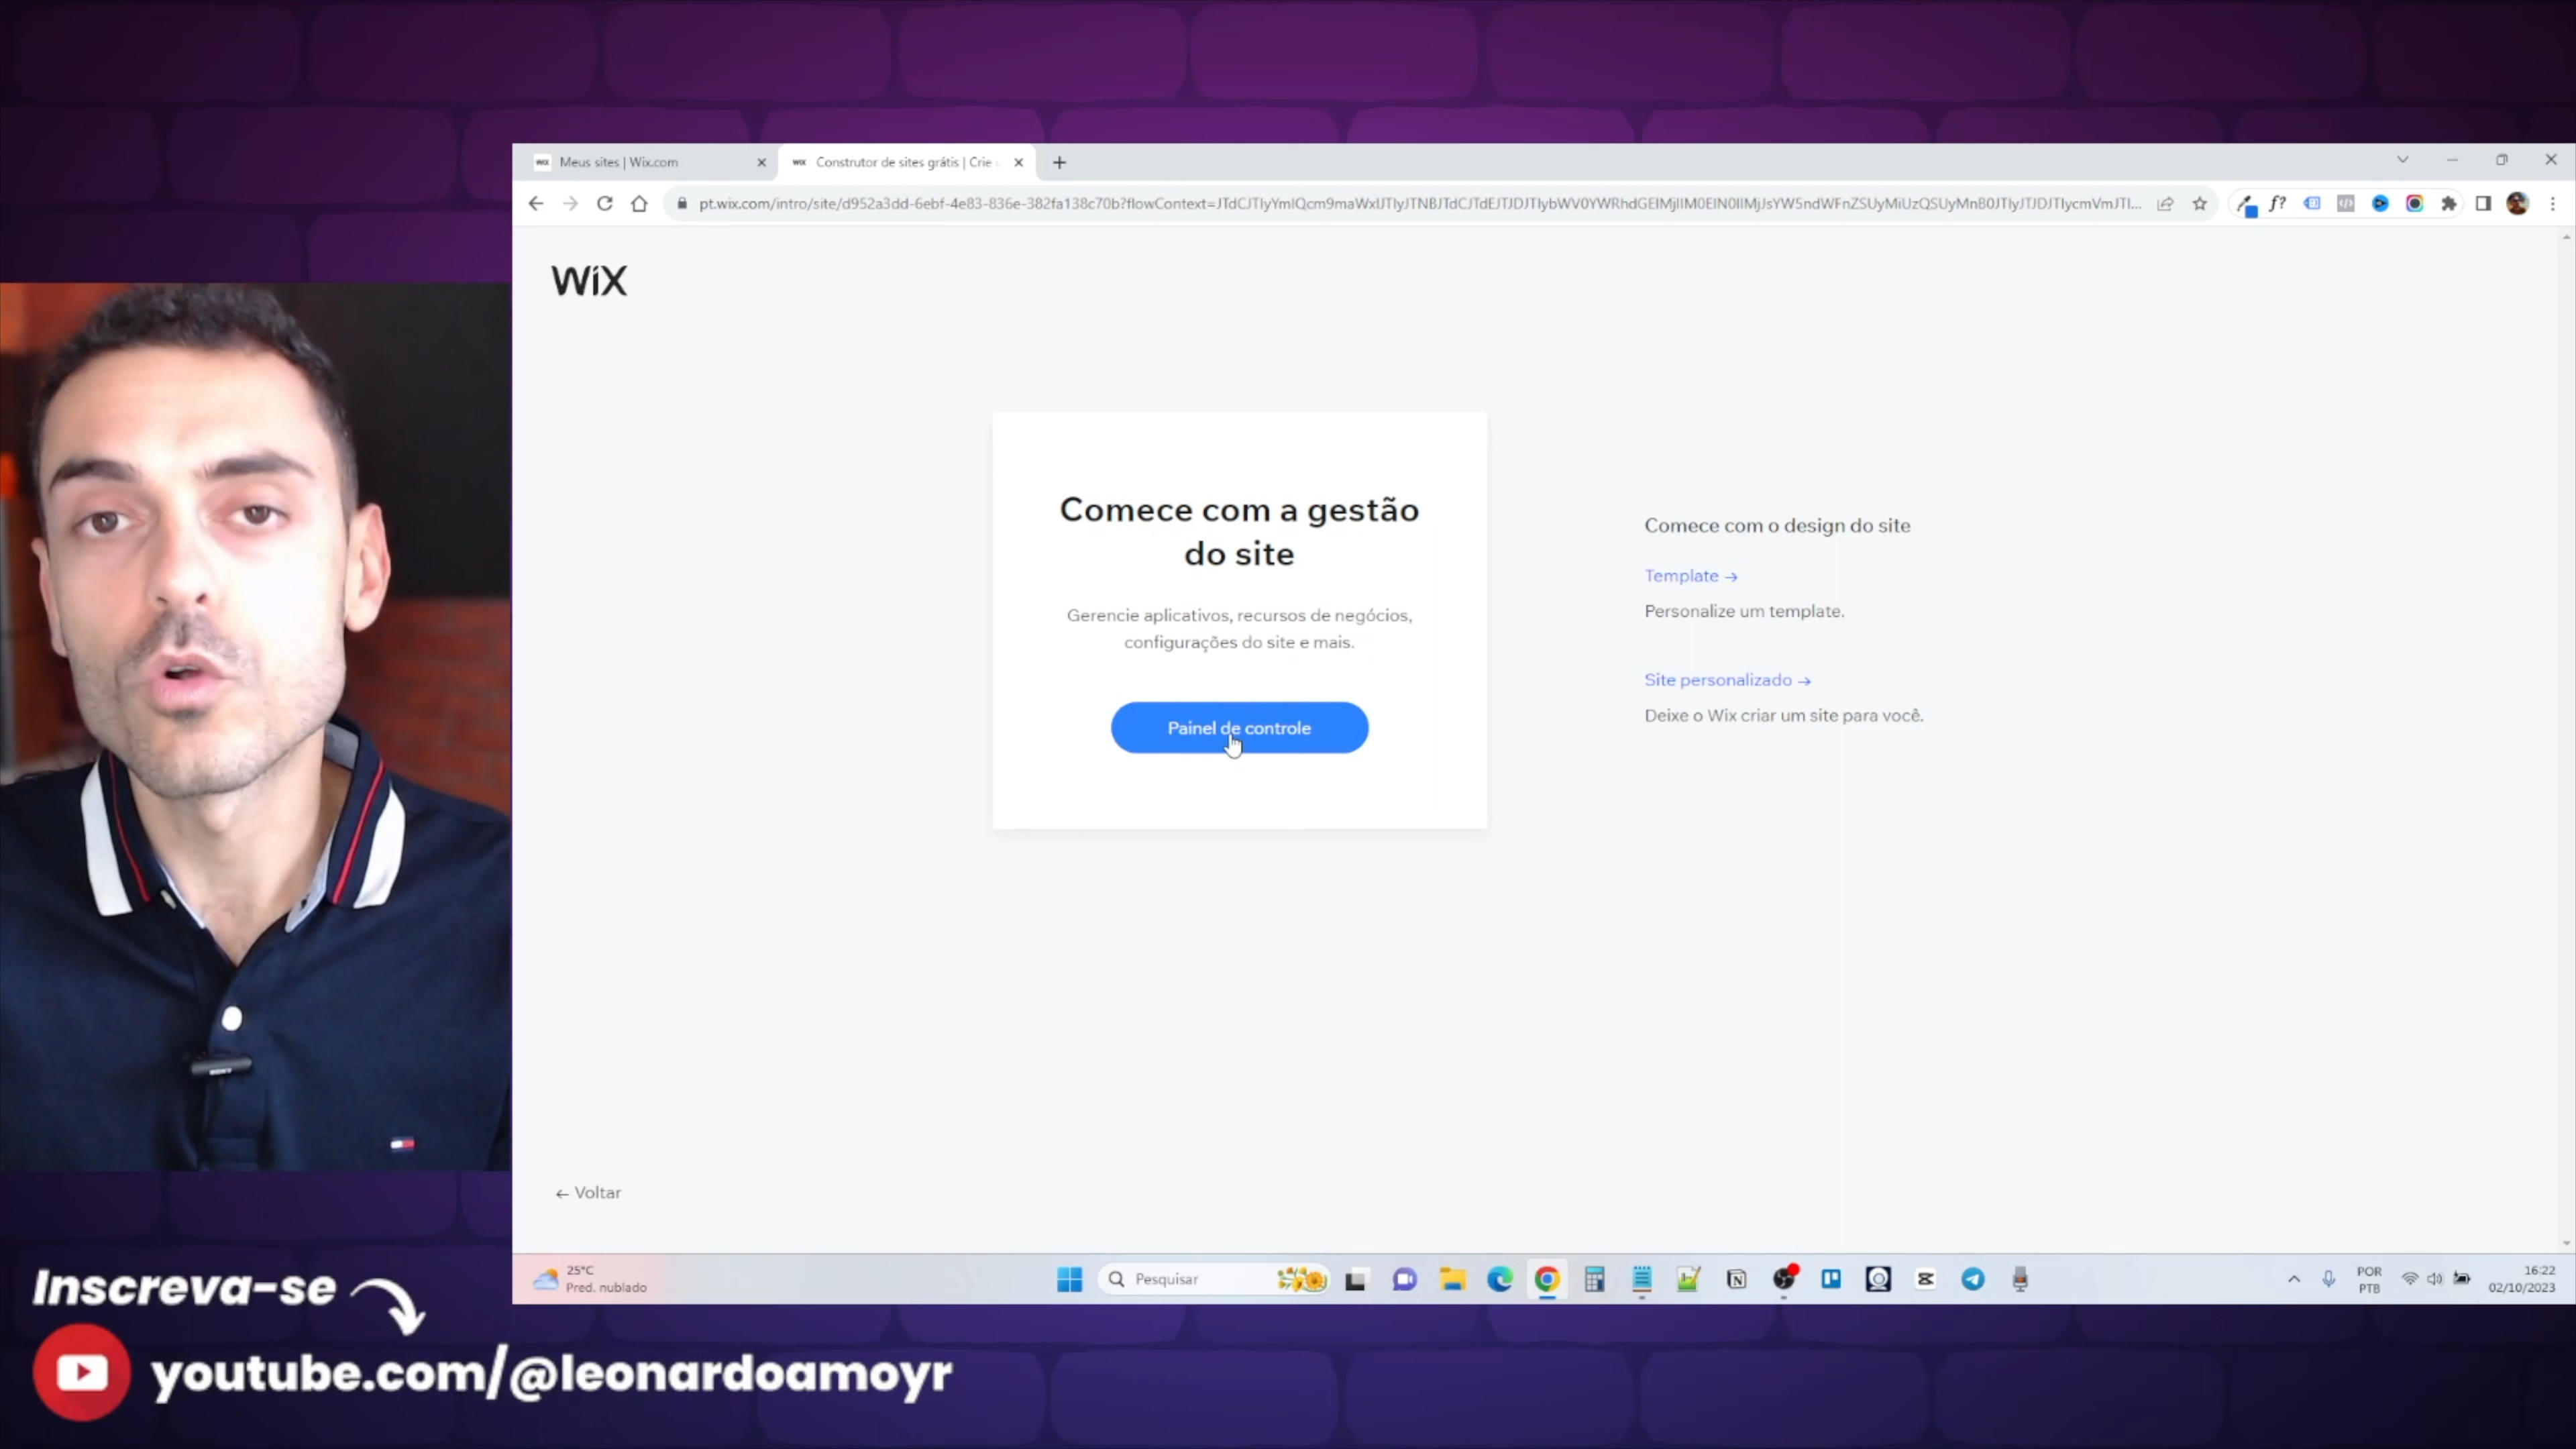 Meus sites | Wix.com
WiX Construtor de sites grátis | Crie
pt.wix.com/intro/site/d952a3dd-6ebf-4e83-836e-382fa138c70b?flowContext=
WiX
Comece com a gestão
do site
Gerencie aplicativos, recursos de negócios,
configurações do site e mais.
Painel de controle
Comece com o design do site
Template →
Personalize um template.
Site personalizado →
Deixe o Wix criar um site para você.
← Voltar
25°C
Pred. nublado
Pesquisar
POR
PTB
16:22
02/10/2023
SONY
Inscreva-se
youtube.com/@leonardoamoyr